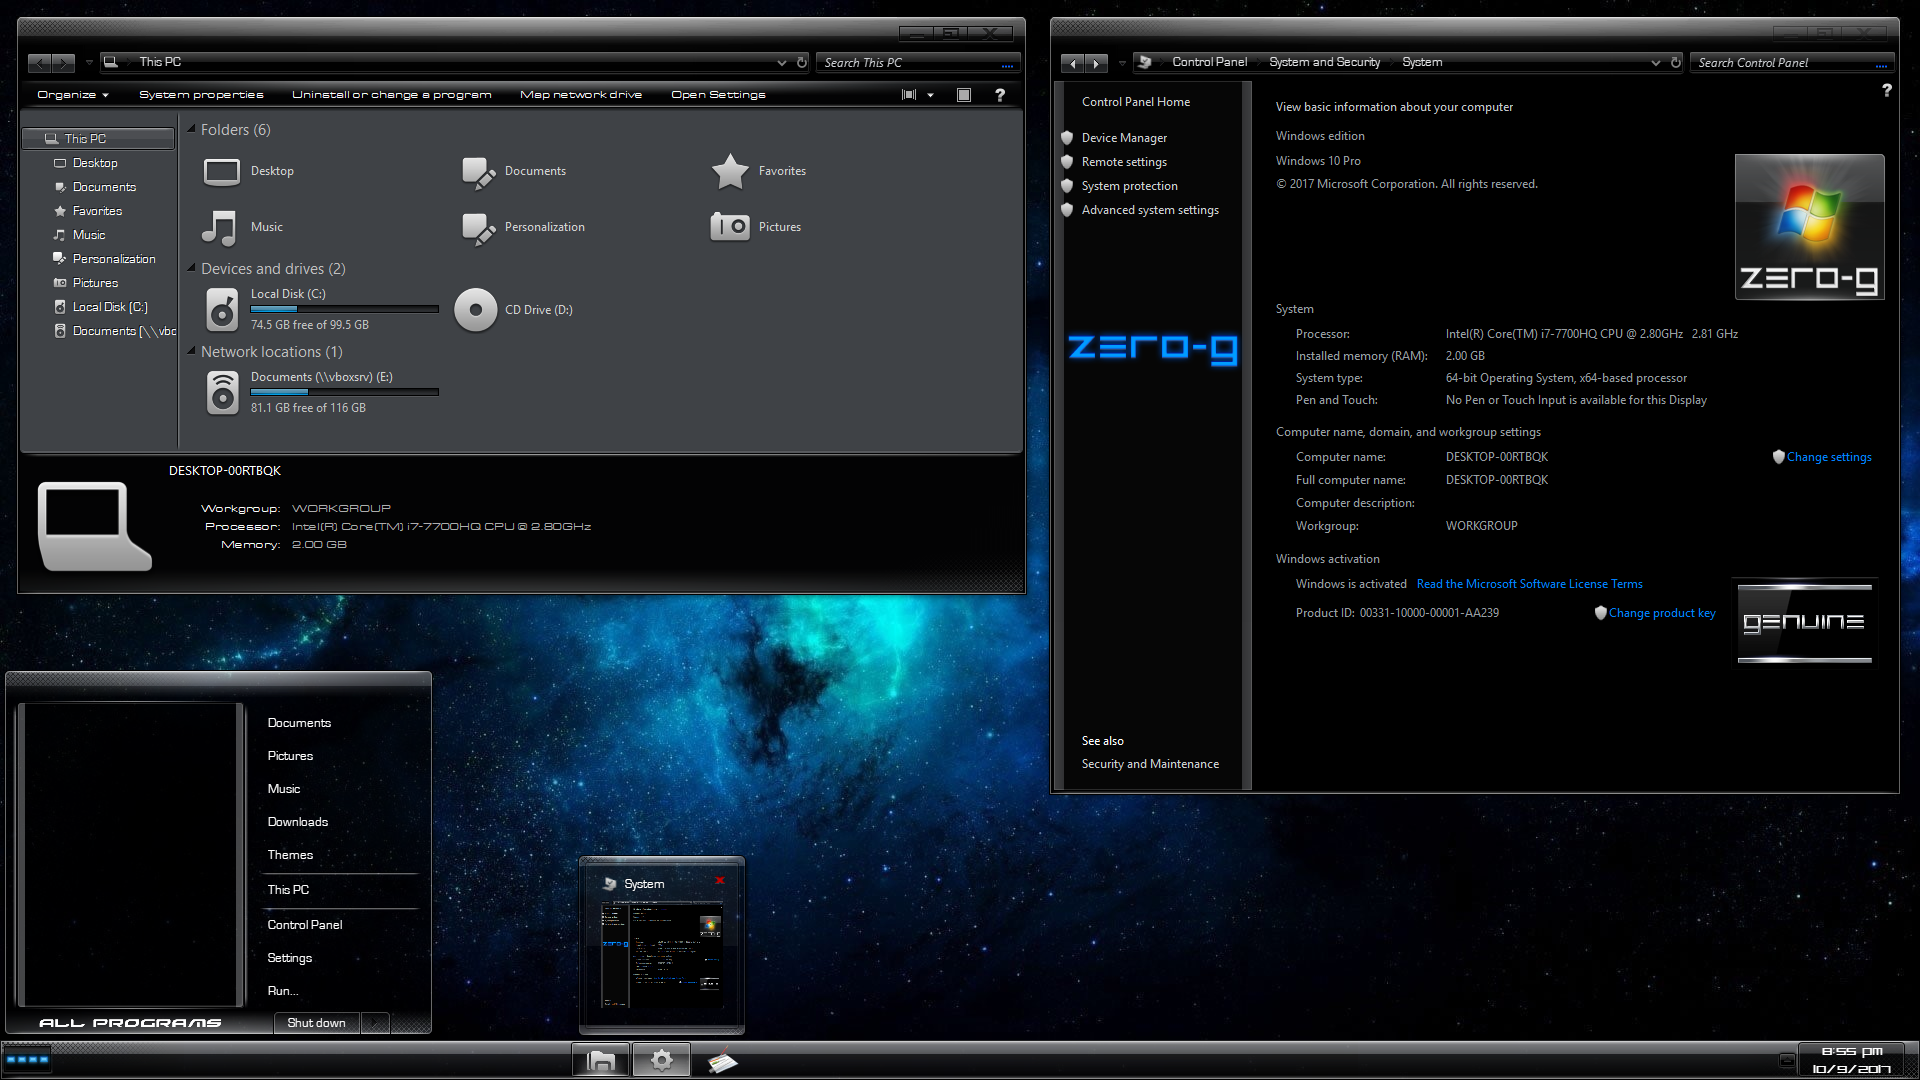 This PC
Search This PC
Organize
System properties
Uninstall or change a program
Map network drive
Open Settings
This PC
Desktop
Documents
Favorites
Music
Personalization
Pictures
Local Disk (C:)
Documents (\\vbo
Folders (6)
Desktop
Documents
Favorites
Music
Personalization
Pictures
Devices and drives (2)
Local Disk (C:)
74.5 GB free of 99.5 GB
CD Drive (D:)
Network locations (1)
Documents (\\vboxsrv) (E:)
81.1 GB free of 116 GB
DESKTOP-00RTBQK
Workgroup: WORKGROUP
Processor: Intel(R) Core(TM) i7-7700HQ CPU @ 2.80GHz
Memory: 2.00 GB
Control Panel
System and Security
System
Search Control Panel
?
Control Panel Home
Device Manager
Remote settings
System protection
Advanced system settings
zero-g
See also
Security and Maintenance
View basic information about your computer
Windows edition
Windows 10 Pro
© 2017 Microsoft Corporation. All rights reserved.
zero-g
System
Processor: Intel(R) Core(TM) i7-7700HQ CPU @ 2.80GHz 2.81 GHz
Installed memory (RAM): 2.00 GB
System type: 64-bit Operating System, x64-based processor
Pen and Touch: No Pen or Touch Input is available for this Display
Computer name, domain, and workgroup settings
Computer name: DESKTOP-00RTBQK
Change settings
Full computer name: DESKTOP-00RTBQK
Computer description:
Workgroup: WORKGROUP
Windows activation
Windows is activated Read the Microsoft Software License Terms
Product ID: 00331-10000-00001-AA239
Change product key
genuine
Documents
Pictures
Music
Downloads
Themes
This PC
Control Panel
Settings
Run...
ALL PROGRAMS
Shut down
System
zero-g
8:55 pm
10/9/2017